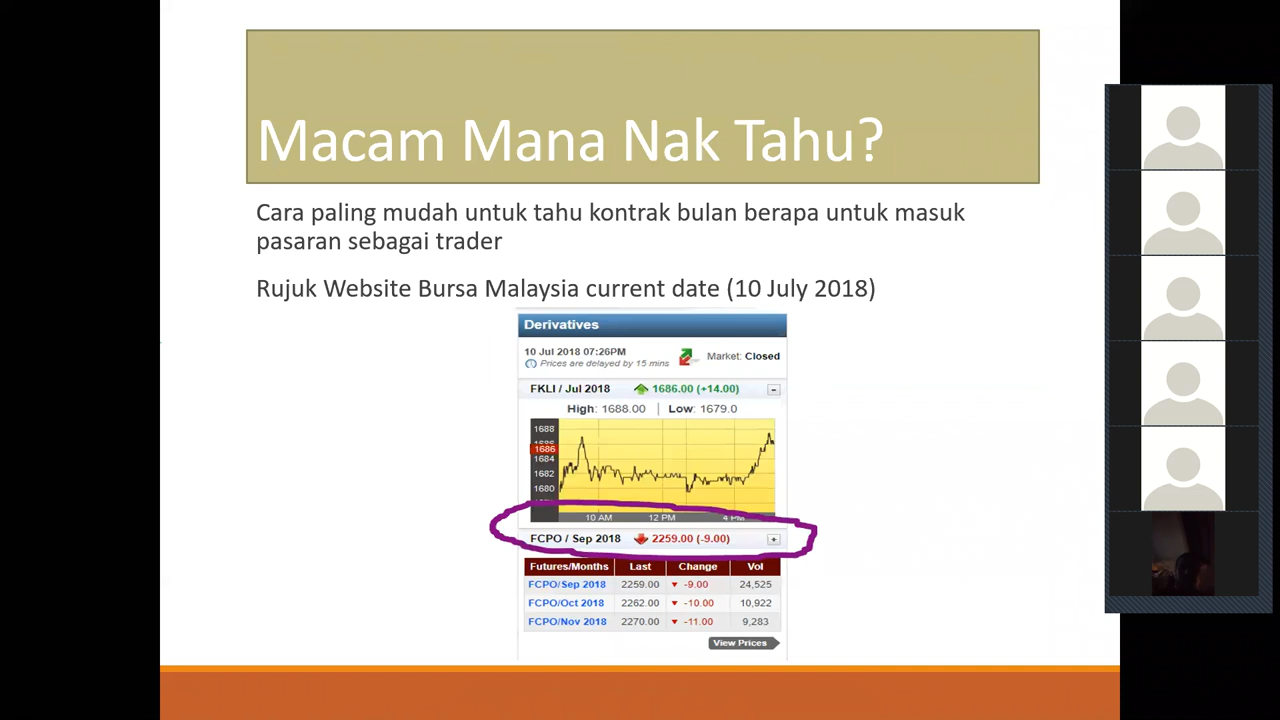 Macam Mana Nak Tahu?
Cara paling mudah untuk tahu kontrak bulan berapa untuk masuk
pasaran sebagai trader
Rujuk Website Bursa Malaysia current date (10 July 2018)
Derivatives
10 Jul 2018 07:26PM
Prices are delayed by 15 mins
Market: Closed
FKLI / Jul 2018 1686.00 (+14.00) -
High: 1688.00 | Low: 1679.0
1688
1686
1684
1682
1680
10 AM 12 PM 4 PM
FCPO / Sep 2018 2259.00 (-9.00) +
Futures/Months Last Change Vol
FCPO/Sep 2018 2259.00 -9.00 24,525
FCPO/Oct 2018 2262.00 -10.00 10,922
FCPO/Nov 2018 2270.00 -11.00 9,283
View Prices